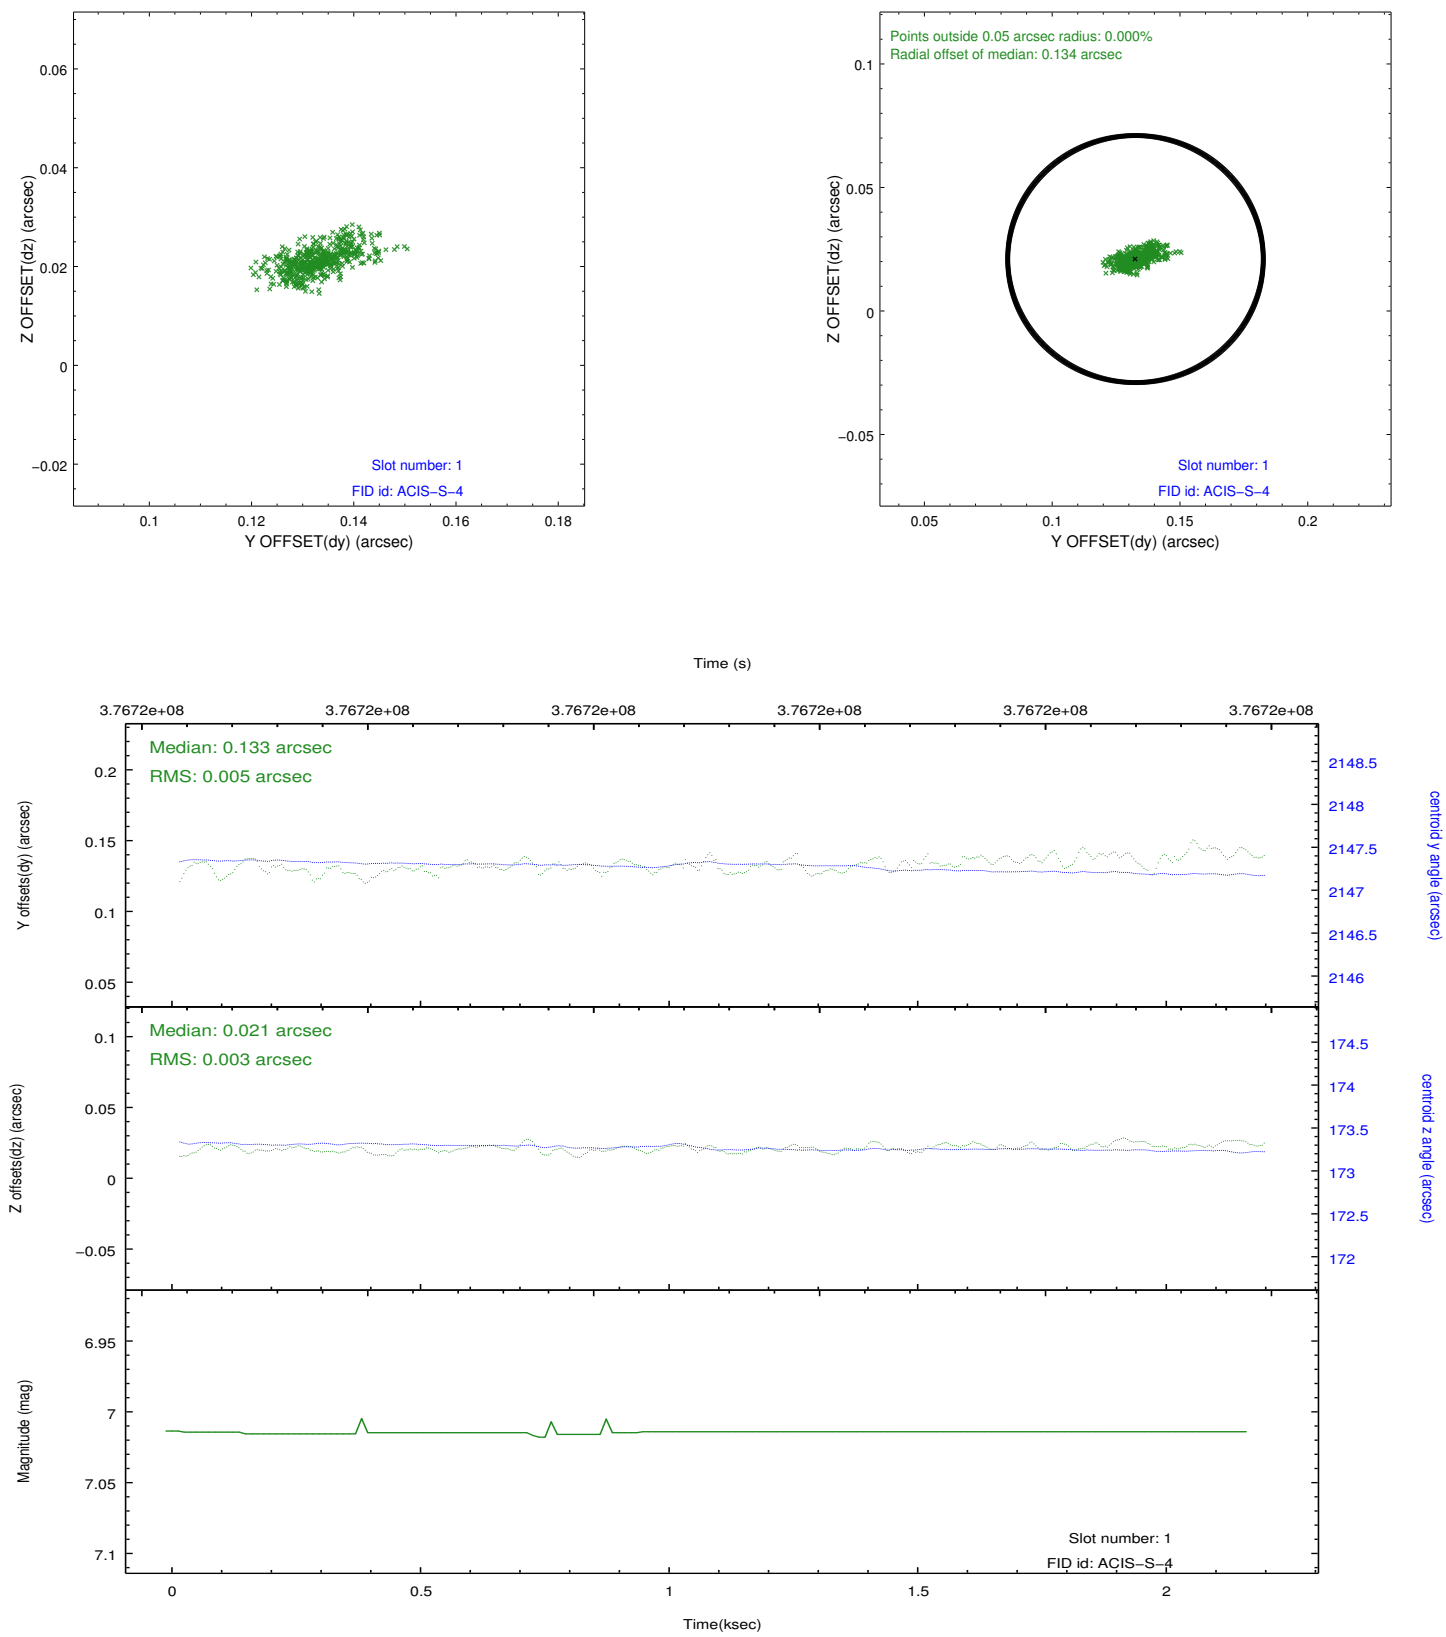 0.06
0.04
0.02
0
−0.02
Z OFFSET(dz) (arcsec)
Slot number: 1
FID id: ACIS−S−4
0.1
0.12
0.14
0.16
0.18
Y OFFSET(dy) (arcsec)
Points outside 0.05 arcsec radius: 0.000%
Radial offset of median: 0.134 arcsec
0.1
0.05
0
−0.05
Z OFFSET(dz) (arcsec)
Slot number: 1
FID id: ACIS−S−4
0.05
0.1
0.15
0.2
Y OFFSET(dy) (arcsec)
Time (s)
3.7672e+08
3.7672e+08
3.7672e+08
3.7672e+08
3.7672e+08
3.7672e+08
Median: 0.133 arcsec
RMS: 0.005 arcsec
0.2
0.15
0.1
0.05
Y offsets(dy) (arcsec)
2148.5
2148
2147.5
2147
2146.5
2146
centroid y angle (arcsec)
Median: 0.021 arcsec
RMS: 0.003 arcsec
0.1
0.05
0
−0.05
Z offsets(dz) (arcsec)
174.5
174
173.5
173
172.5
172
centroid z angle (arcsec)
6.95
7
7.05
7.1
Magnitude (mag)
Slot number: 1
FID id: ACIS−S−4
0
0.5
1
1.5
2
Time(ksec)